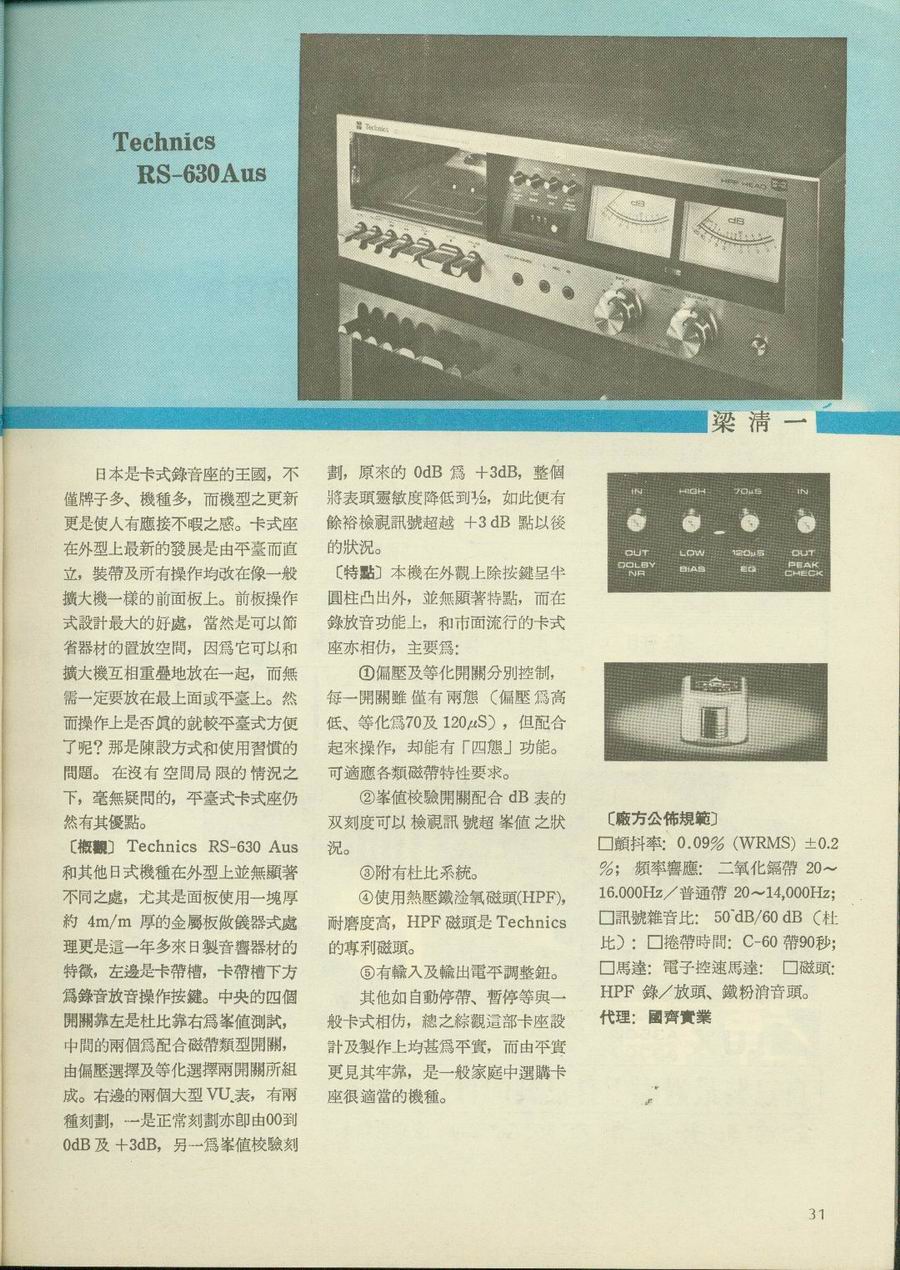 Technics
RS-630Aus
Technics
HPF HEAD
dB
dB
梁清一
日本是卡式錄音座的王國，不
僅牌子多、機種多，而機型之更新
更是使人有應接不暇之感。卡式座
在外型上最新的發展是由平臺而直
立，裝帶及所有操作均改在像一般
擴大機一樣的前面板上。前板操作
式設計最大的好處，當然是可以節
省器材的置放空間，因爲它可以和
擴大機互相重疊地放在一起，而無
需一定要放在最上面或平臺上。然
而操作上是否眞的就較平臺式方便
了呢？那是陳設方式和使用習慣的
問題。在沒有空間局限的情況之
下，毫無疑問的，平臺式卡式座仍
然有其優點。
〔概觀〕Technics RS-630 Aus
和其他日式機種在外型上並無顯著
不同之處，尤其是面板使用一塊厚
約 4m/m 厚的金屬板做儀器式處
理更是這一年多來日製音響器材的
特徵，左邊是卡帶槽，卡帶槽下方
爲錄音放音操作按鍵。中央的四個
開關靠左是杜比靠右爲峯值測試，
中間的兩個爲配合磁帶類型開關，
由偏壓選擇及等化選擇兩開關所組
成。右邊的兩個大型 VU 表，有兩
種刻劃，一是正常刻劃亦卽由00到
0dB 及 +3dB，另一爲峯值校驗刻
劃，原來的 0dB 爲 +3dB，整個
將表頭靈敏度降低到½，如此便有
餘裕檢視訊號超越 +3 dB 點以後
的狀況。
〔特點〕本機在外觀上除按鍵呈半
圓柱凸出外，並無顯著特點，而在
錄放音功能上，和市面流行的卡式
座亦相仿，主要爲：
①偏壓及等化開關分別控制，
每一開關雖僅有兩態（偏壓爲高
低、等化爲70及 120μS），但配合
起來操作，却能有「四態」功能。
可適應各類磁帶特性要求。
②峯值校驗開關配合 dB 表的
双刻度可以檢視訊號超峯值之狀
況。
③附有杜比系統。
④使用熱壓鐵淦氧磁頭(HPF)，
耐磨度高，HPF 磁頭是 Technics
的專利磁頭。
⑤有輸入及輸出電平調整鈕。
其他如自動停帶、暫停等與一
般卡式相仿，總之綜觀這部卡座設
計及製作上均甚爲平實，而由平實
更見其牢靠，是一般家庭中選購卡
座很適當的機種。
IN HIGH 70μS IN
OUT LOW 120μS OUT
DOLBY NR BIAS EQ PEAK CHECK
〔廠方公佈規範〕
□顫抖率：0.09% (WRMS) ±0.2
%；頻率響應：二氧化鎘帶 20～
16.000Hz／普通帶 20～14,000Hz；
□訊號雜音比：50 dB/60 dB（杜
比）：□捲帶時間：C-60 帶90秒；
□馬達：電子控速馬達：□磁頭：
HPF 錄／放頭、鐵粉消音頭。
代理：國齊實業
31